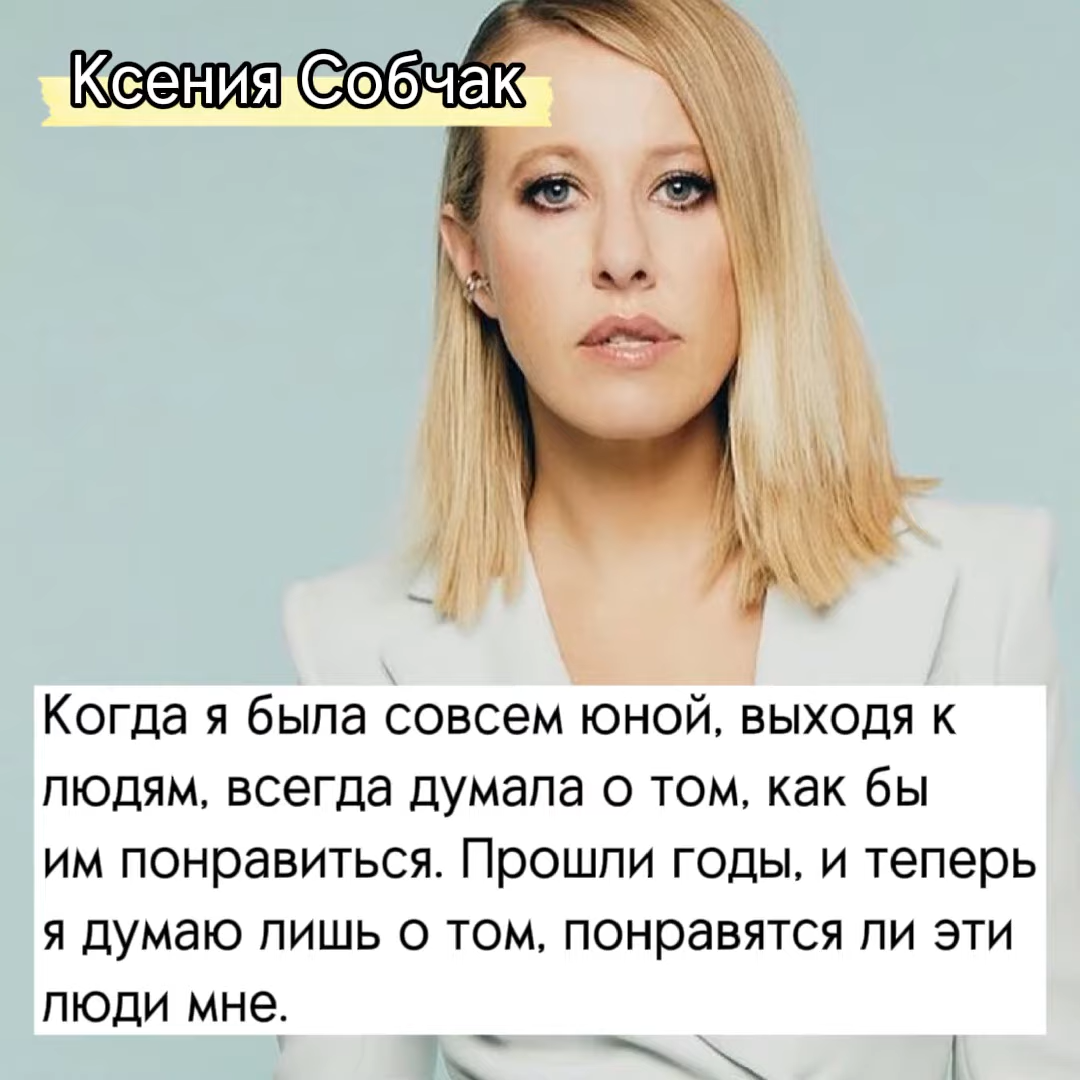 Ксения Собчак
Когда я была совсем юной, выходя к
людям, всегда думала о том, как бы
им понравиться. Прошли годы, и теперь
я думаю лишь о том, понравятся ли эти
люди мне.